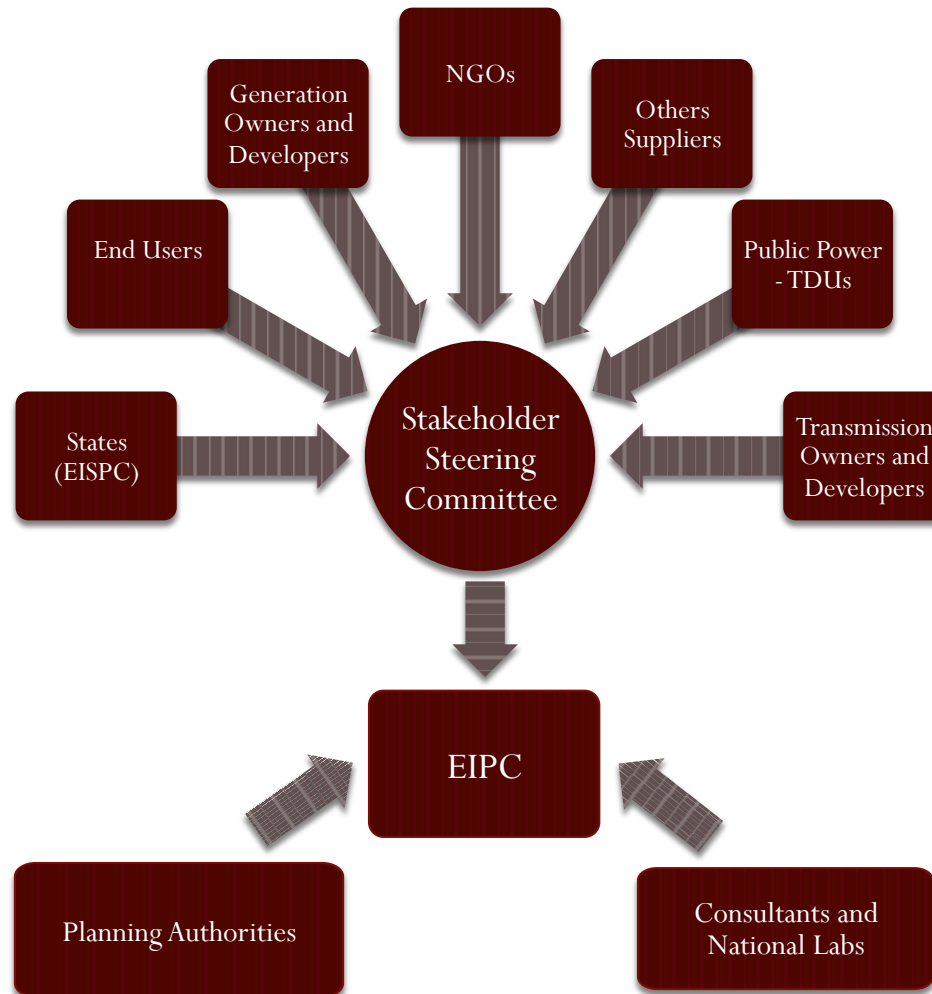 NGOs
Generation
Owners and
Developers
Others
Suppliers
End Users
Public Power
- TDUs
States
(EISPC)
Stakeholder
Steering
Committee
Transmission
Owners and
Developers
EIPC
Planning Authorities
Consultants and
National Labs